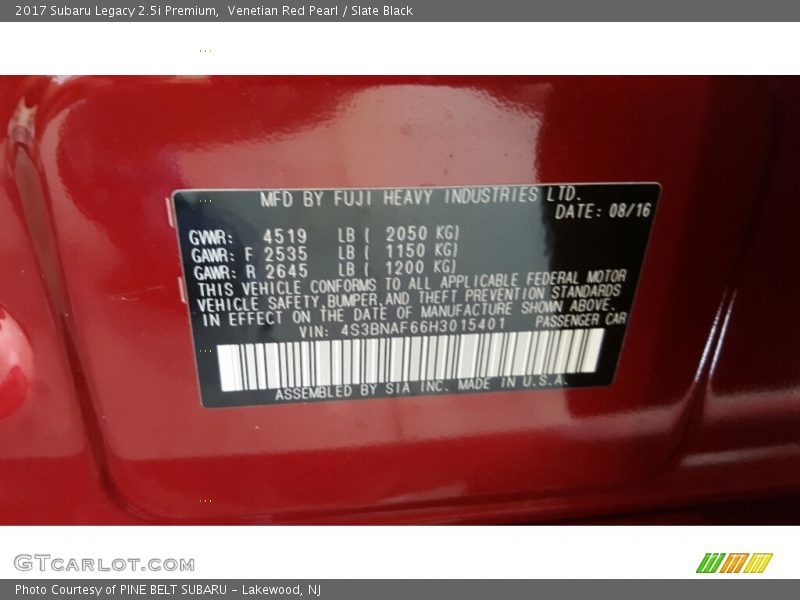 2017 Subaru Legacy 2.5i Premium,  Venetian Red Pearl / Slate Black
MFD BY FUJI HEAVY INDUSTRIES LTD.
DATE: 08/16
GVWR: 4519 LB ( 2050 KG)
GAWR: F 2535 LB ( 1150 KG)
GAWR: R 2645 LB ( 1200 KG)
THIS VEHICLE CONFORMS TO ALL APPLICABLE FEDERAL MOTOR
VEHICLE SAFETY,BUMPER,AND THEFT PREVENTION STANDARDS
IN EFFECT ON THE DATE OF MANUFACTURE SHOWN ABOVE.
VIN: 4S3BNAF66H3015401 PASSENGER CAR
ASSEMBLED BY SIA INC. MADE IN U.S.A.
GTCARLOT.COM
Photo Courtesy of PINE BELT SUBARU - Lakewood, NJ